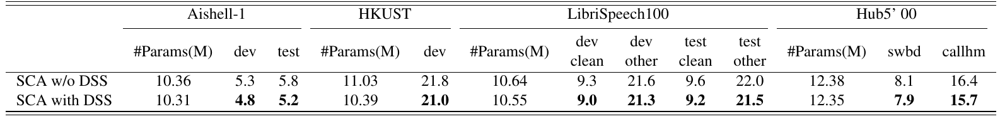 Aishell-1 HKUST LibriSpeech100 Hub5’ 00
#Params(M) dev test #Params(M) dev #Params(M) dev clean dev other test clean test other #Params(M) swbd callhm
SCA w/o DSS 10.36 5.3 5.8 11.03 21.8 10.64 9.3 21.6 9.6 22.0 12.38 8.1 16.4
SCA with DSS 10.31 4.8 5.2 10.39 21.0 10.55 9.0 21.3 9.2 21.5 12.35 7.9 15.7